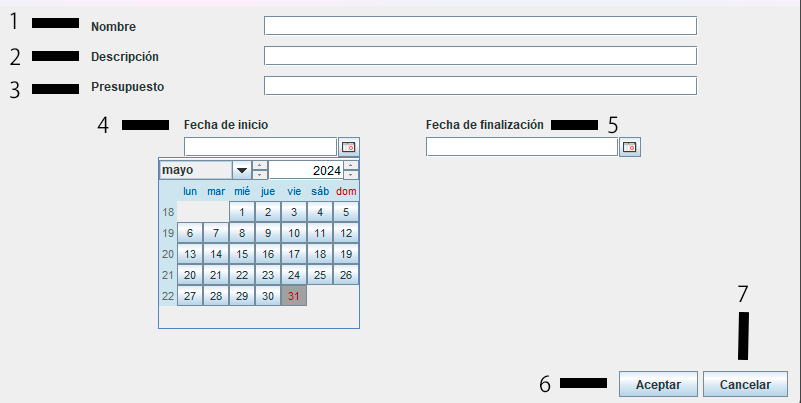 1 Nombre
2 Descripción
3 Presupuesto
4 Fecha de inicio
Fecha de finalización 5
mayo 2024
lun mar mié jue vie sáb dom
18 1 2 3 4 5
19 6 7 8 9 10 11 12
20 13 14 15 16 17 18 19
21 20 21 22 23 24 25 26
22 27 28 29 30 31
7
6 Aceptar Cancelar